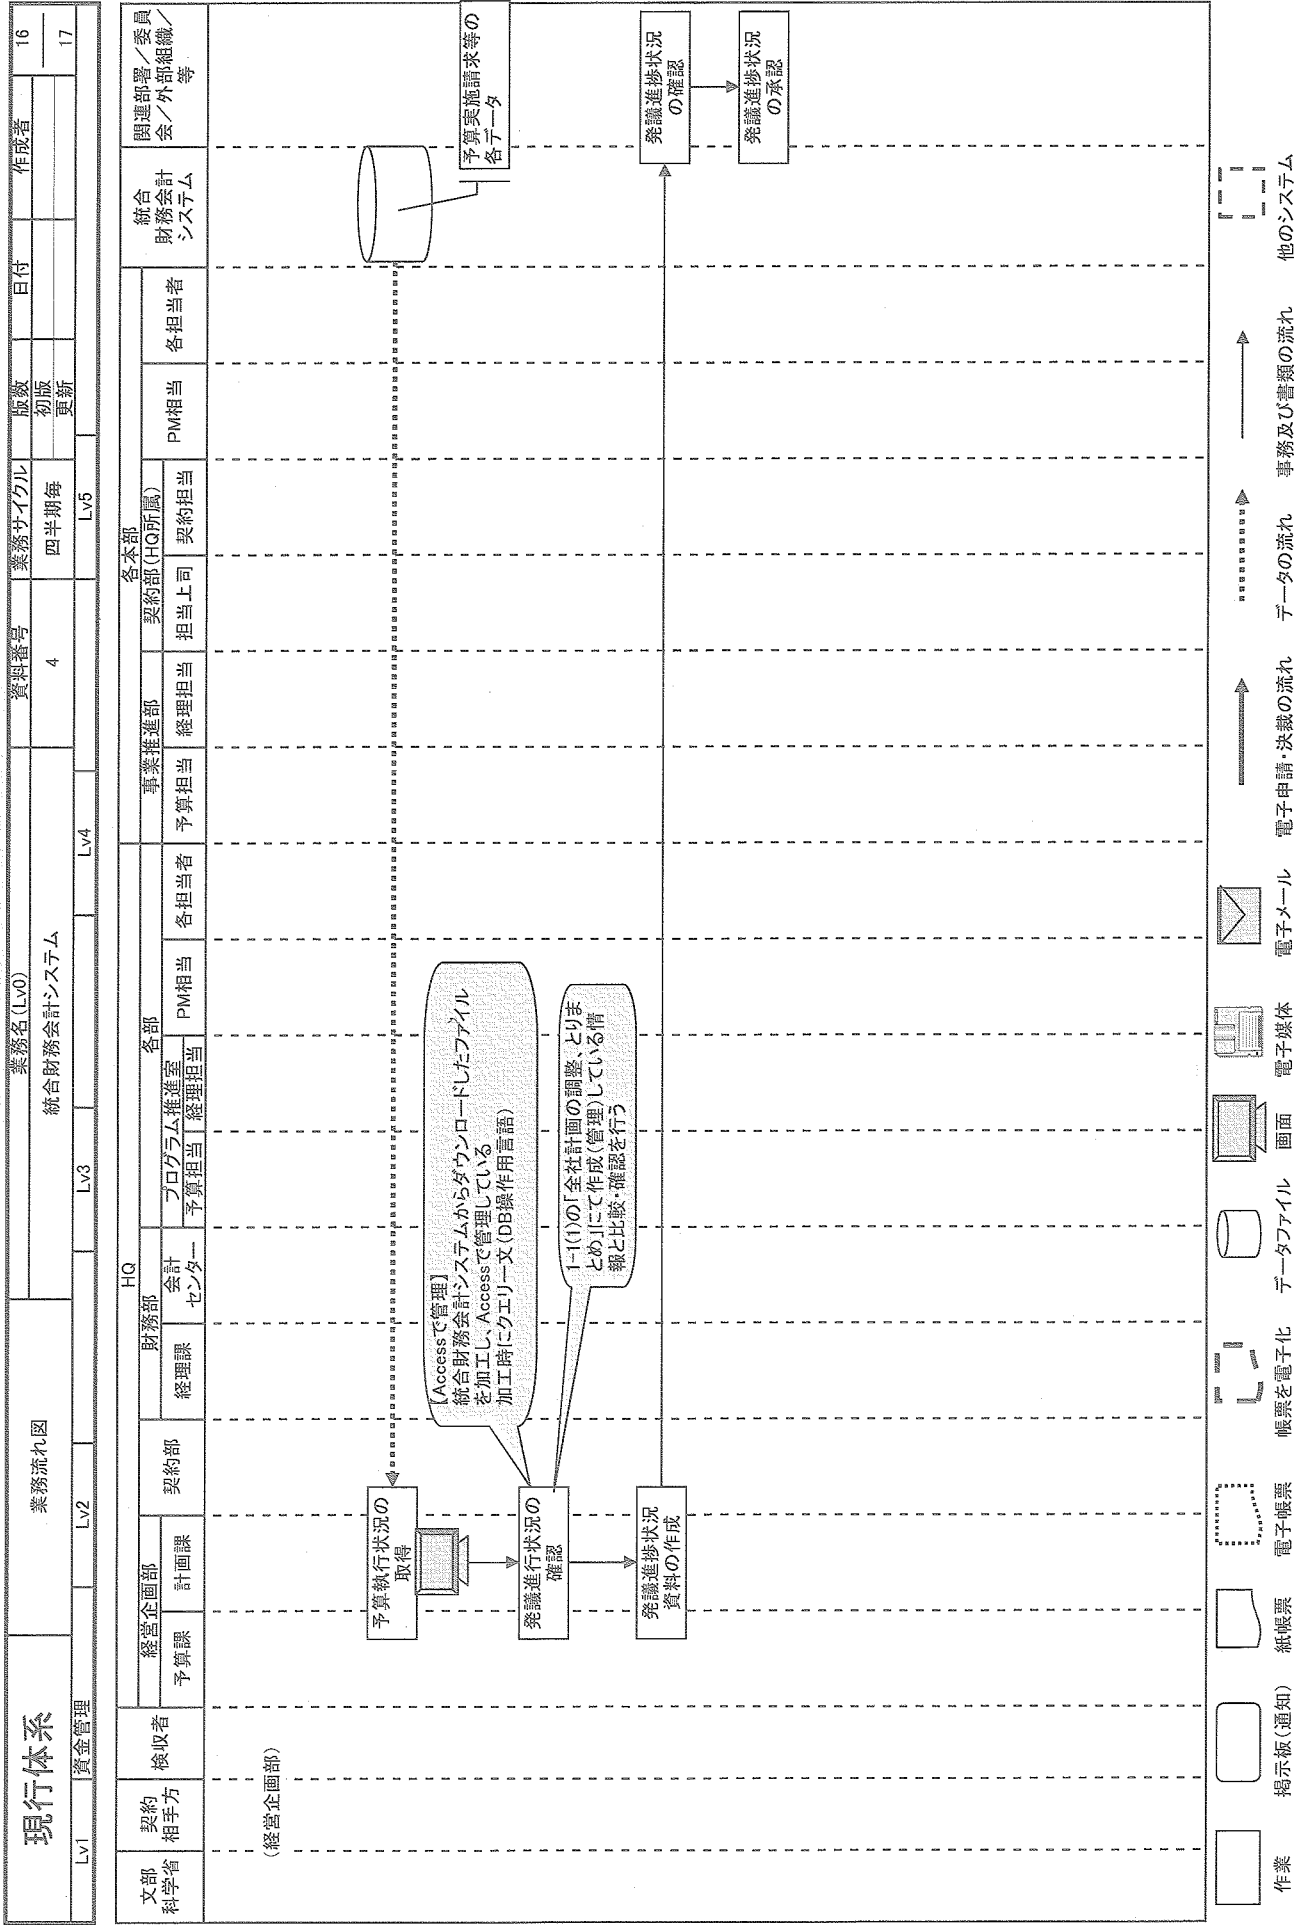 現行体系
業務流れ図
業務名(Lv0)
統合財務会計システム
資料番号
4
業務サイクル
四半期毎
版数
初版
更新
日付
作成者
16
17
Lv1
資金管理
Lv2
Lv3
Lv4
Lv5
文部
科学省
契約
相手方
検収者
HQ
経営企画部
予算課
計画課
契約部
財務部
経理課
会計
センター
各部
プログラム推進室
予算担当
経理担当
PM相当
各担当者
各本部
事業推進部
予算担当
経理担当
契約部(HQ所属)
担当上司
契約担当
PM相当
各担当者
統合
財務会計
システム
関連部署/委員
会/外部組織/
等
(経営企画部)
予算執行状況の
取得
予算実施請求等の
各データ
【Accessで管理】
統合財務会計システムからダウンロードしたファイル
を加工し、Accessで管理している
加工時にクエリー文(DB操作用言語)
発議進行状況の
確認
1-1(1)の「全社計画の調整、とりま
とめ」にて作成(管理)している情
報と比較・確認を行う
発議進捗状況
資料の作成
発議進捗状況
の確認
発議進捗状況
の承認
作業
掲示板(通知)
紙帳票
電子帳票
帳票を電子化
データファイル
画面
電子媒体
電子メール
電子申請・決裁の流れ
データの流れ
事務及び書類の流れ
他のシステム